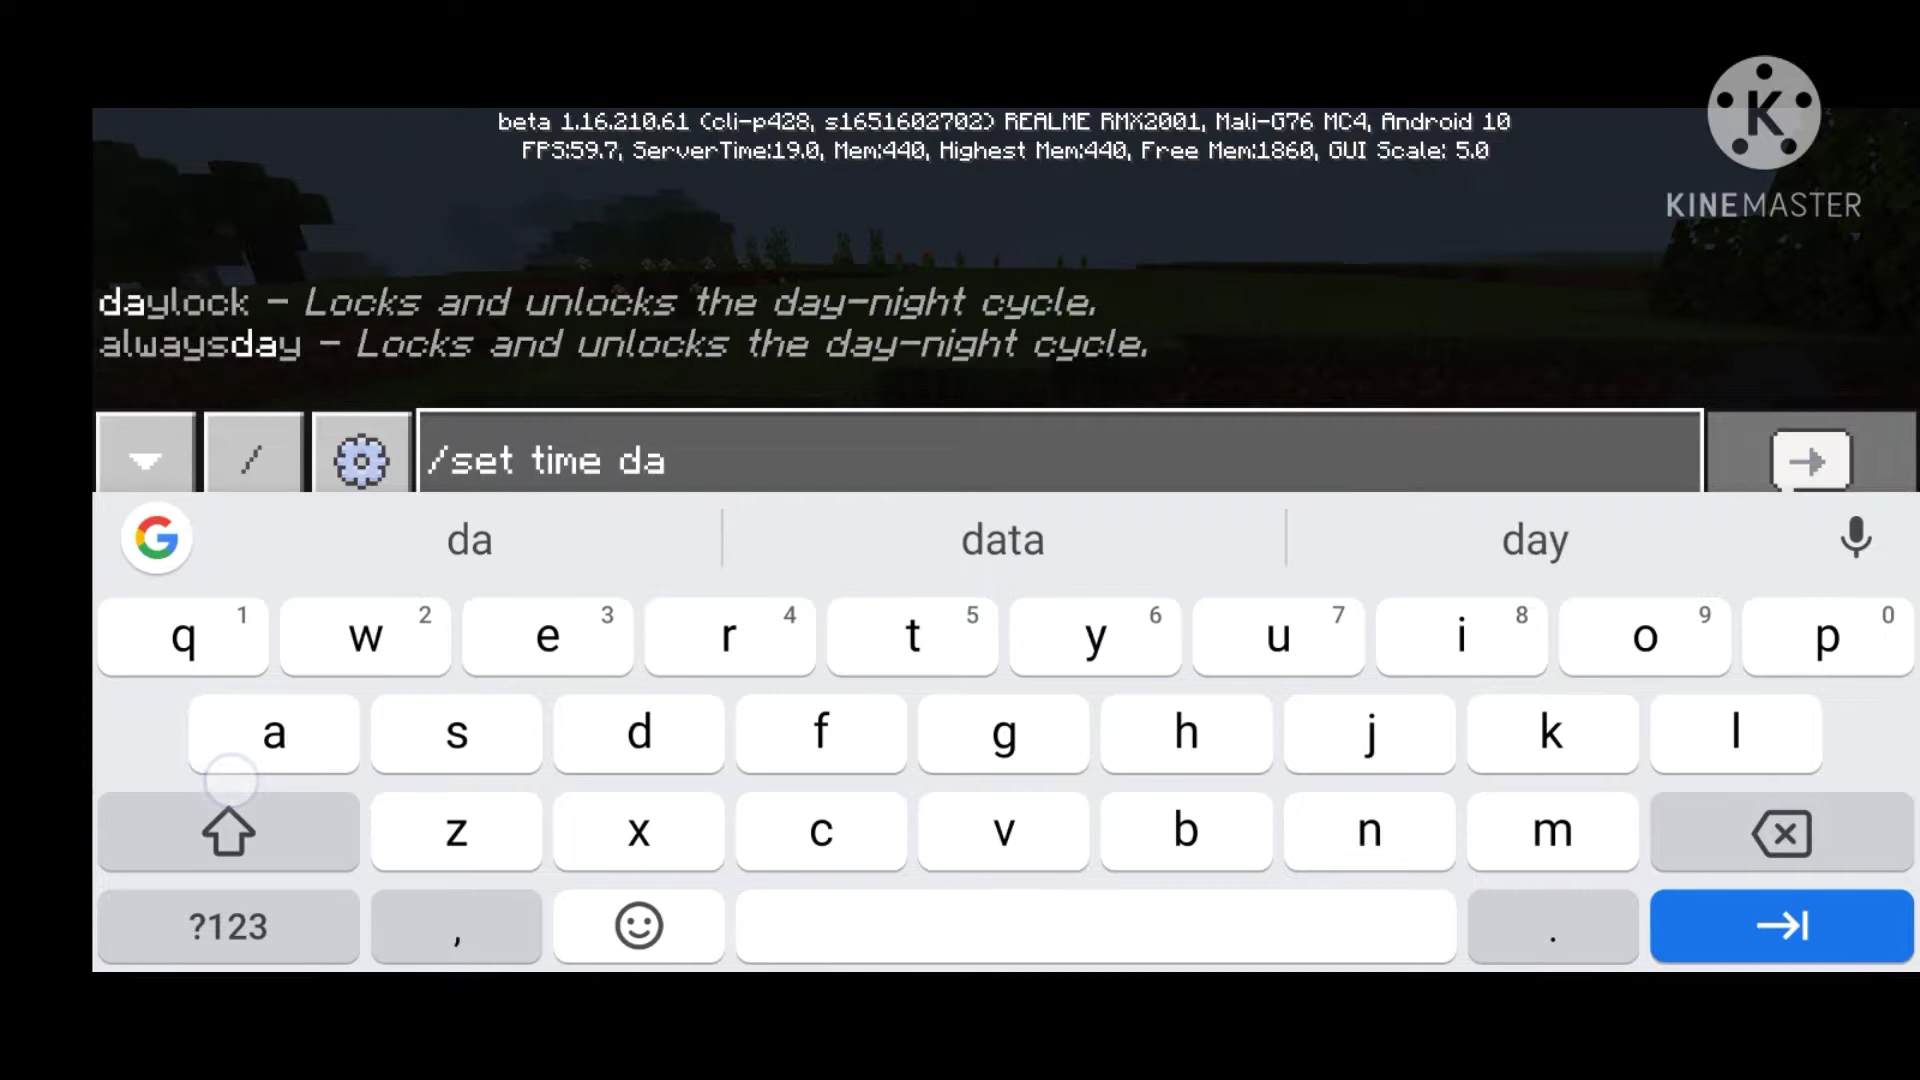 beta 1.16.210.61 (cli-p428, s1651602702) REALME RMX2001, Mali-G76 MC4, Android 10
FPS:59.7, ServerTime:19.0, Mem:440, Highest Mem:440, Free Mem:1860, GUI Scale: 5.0
K
KINEMASTER
daylock - Locks and unlocks the day-night cycle.
alwaysday - Locks and unlocks the day-night cycle.
/ /set time da
G da data day
q 1 w 2 e 3 r 4 t 5 y 6 u 7 i 8 o 9 p 0
a s d f g h j k l
z x c v b n m
?123 , .